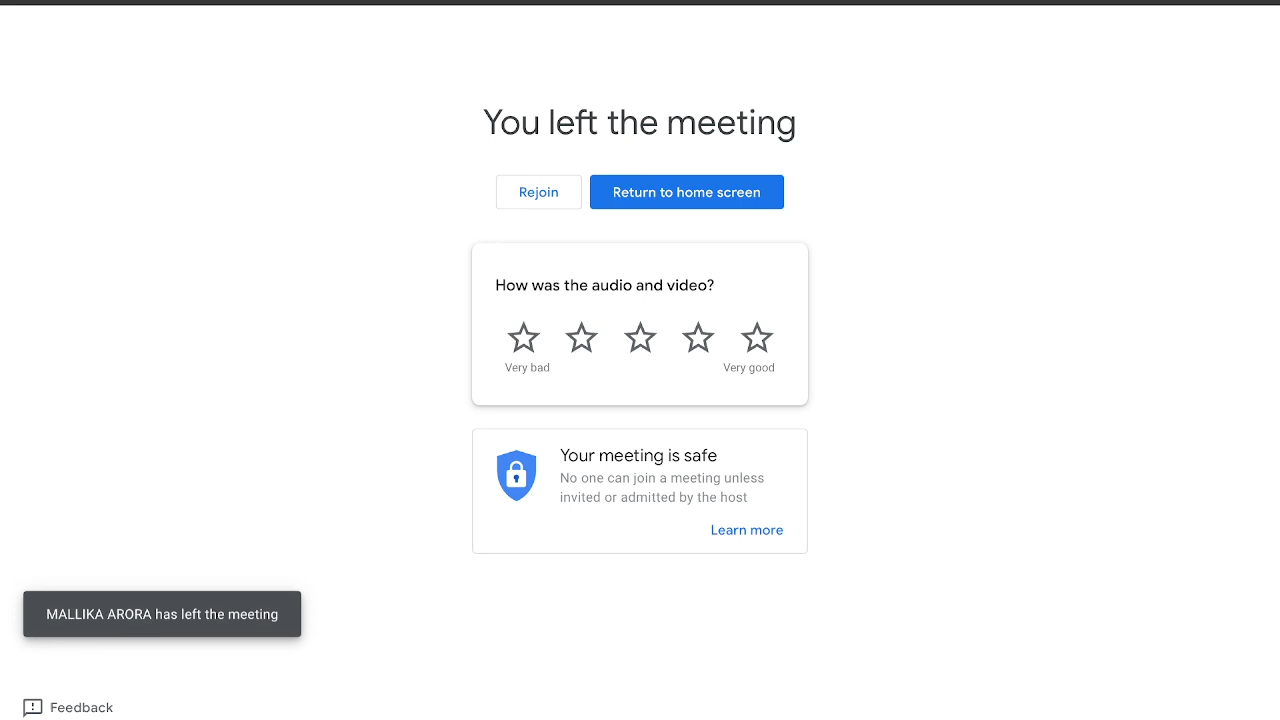 You left the meeting
Rejoin
Return to home screen
How was the audio and video?
Very bad
Very good
Your meeting is safe
No one can join a meeting unless
invited or admitted by the host
Learn more
MALLIKA ARORA has left the meeting
Feedback